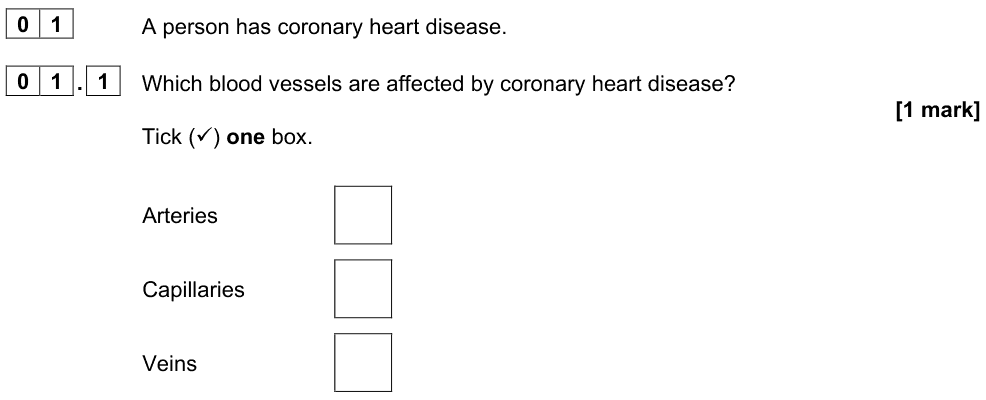 0 1 A person has coronary heart disease.
0 1 . 1 Which blood vessels are affected by coronary heart disease?
[1 mark]
Tick (✓) one box.
Arteries
Capillaries
Veins